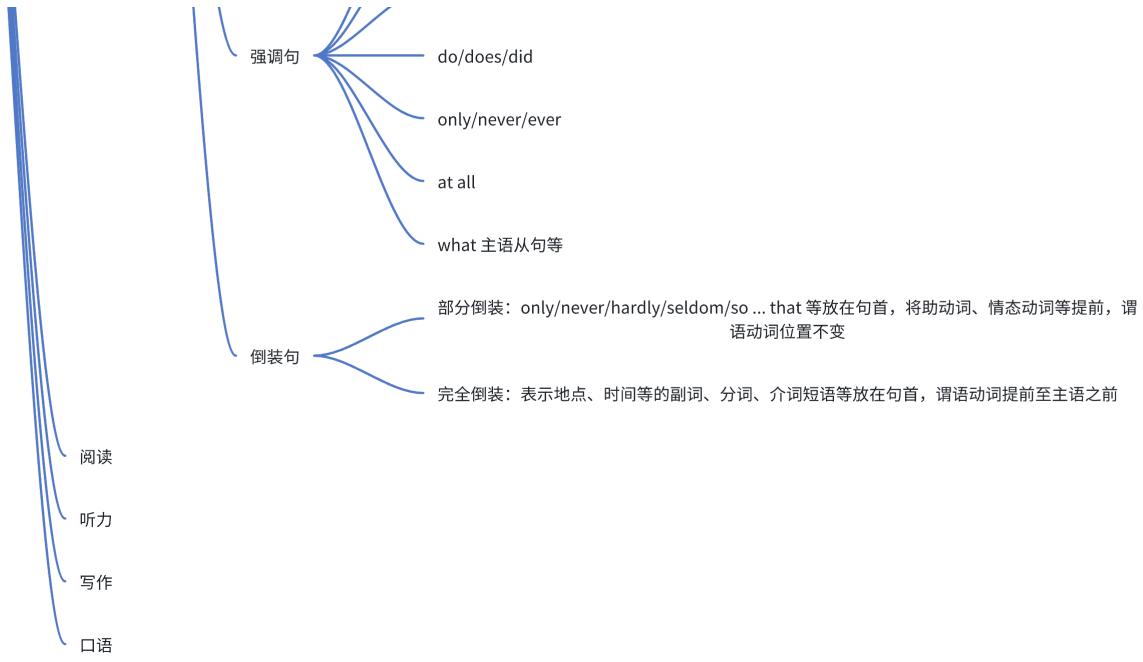 强调句
do/does/did
only/never/ever
at all
what 主语从句等
倒装句
部分倒装：only/never/hardly/seldom/so ... that 等放在句首，将助动词、情态动词等提前，谓
语动词位置不变
完全倒装：表示地点、时间等的副词、分词、介词短语等放在句首，谓语动词提前至主语之前
阅读
听力
写作
口语